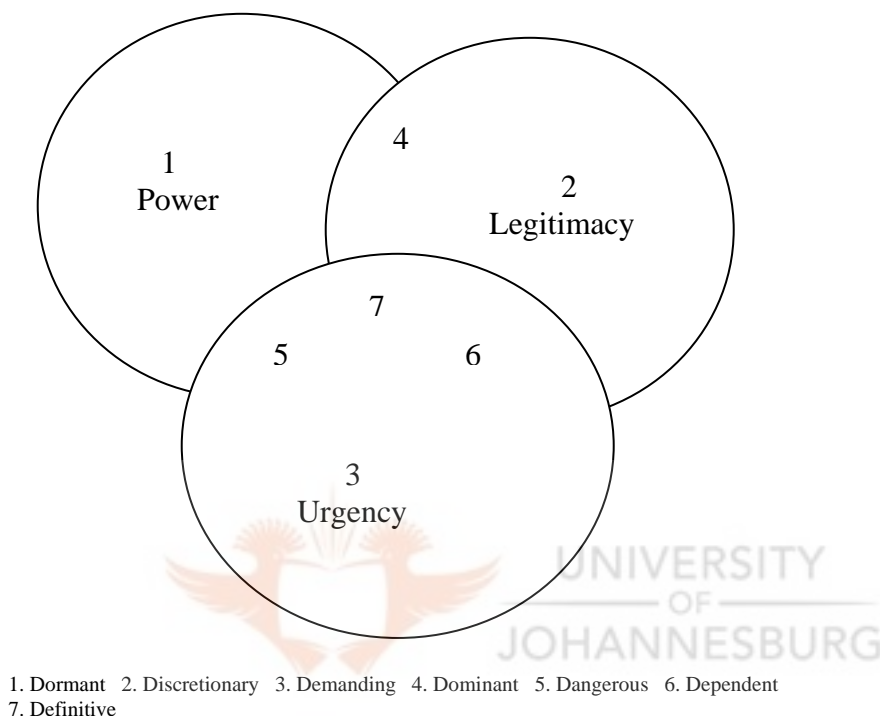 4
1
Power
2
Legitimacy
7
5 6
3
Urgency
UNIVERSITY
OF
JOHANNESBURG
1. Dormant 2. Discretionary 3. Demanding 4. Dominant 5. Dangerous 6. Dependent
7. Definitive